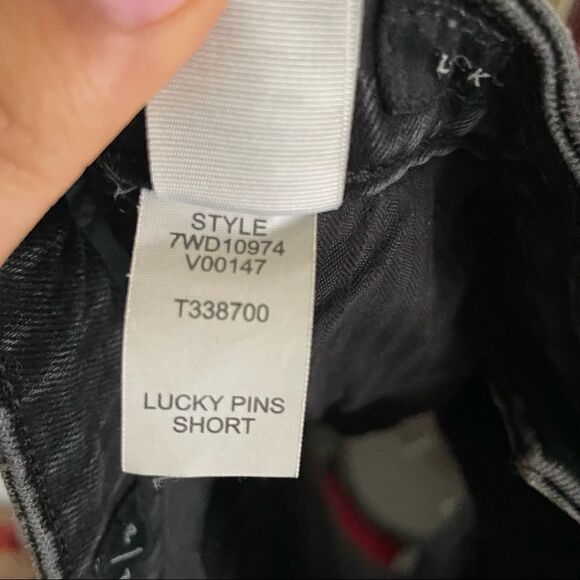 STYLE
7WD10974
V00147
T338700
LUCKY PINS
SHORT